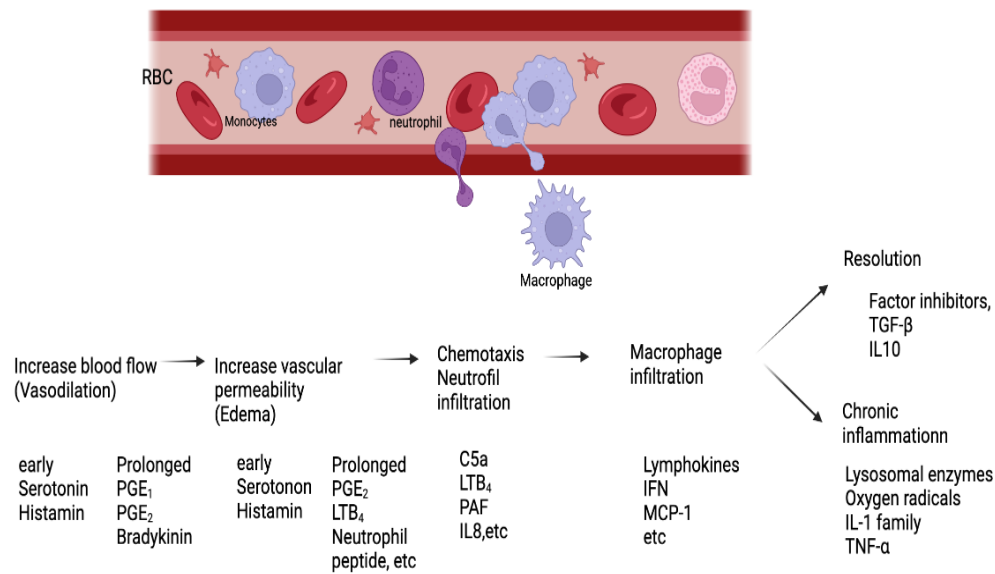 RBC
Monocytes
neutrophil
Macrophage
Increase blood flow
(Vasodilation)
Increase vascular
permeability
(Edema)
Chemotaxis
Neutrofil
infiltration
Macrophage
infiltration
Resolution
Factor inhibitors,
TGF-β
IL10
Chronic
inflammationn
early
Serotonin
Histamin
Prolonged
PGE₁
PGE₂
Bradykinin
early
Serotonon
Histamin
Prolonged
PGE₂
LTB₄
Neutrophil
peptide, etc
C5a
LTB₄
PAF
IL8,etc
Lymphokines
IFN
MCP-1
etc
Lysosomal enzymes
Oxygen radicals
IL-1 family
TNF-α